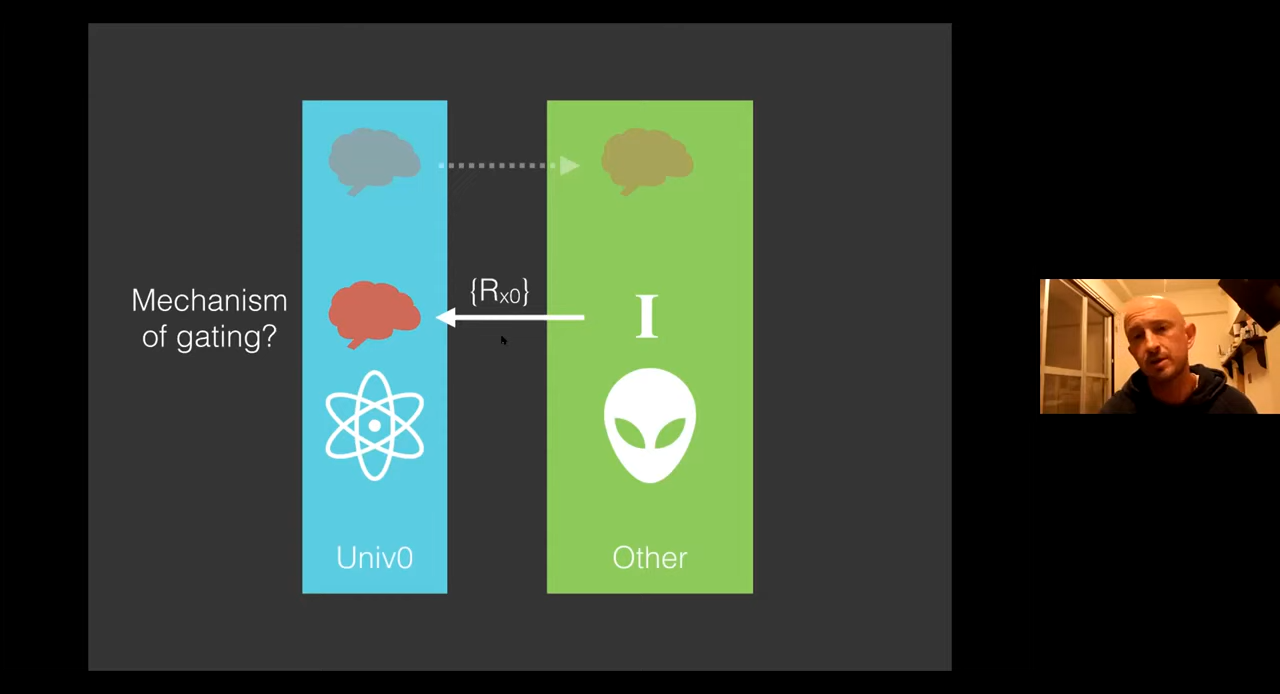 Mechanism
of gating?
{Rx0}
I
Univ0
Other